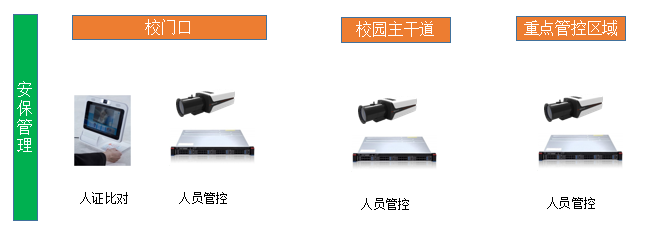 校门口
校园主干道
重点管控区域
安保管理
人证比对
人员管控
人员管控
人员管控